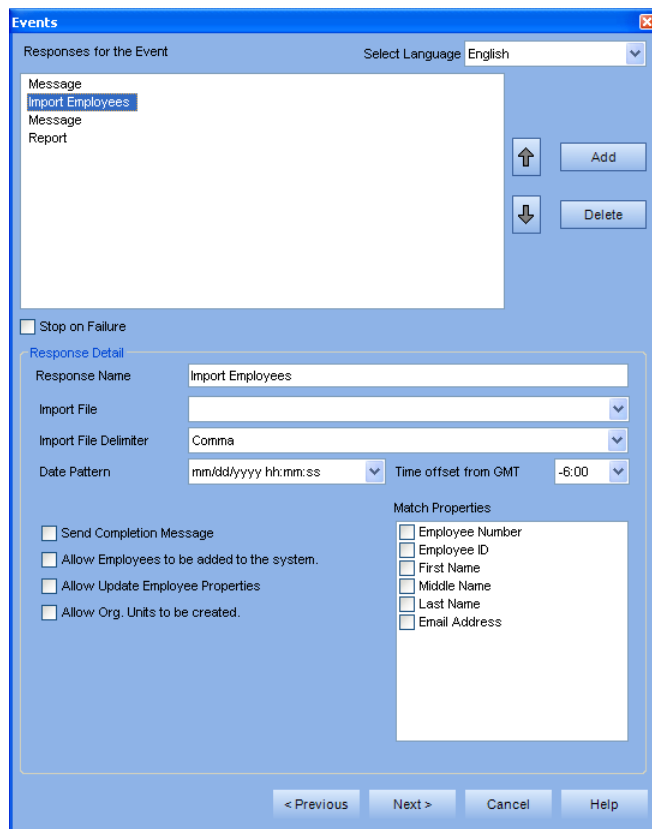 Events
Responses for the Event
Select Language English
Message
Import Employees
Message
Report
Add
Delete
Stop on Failure
Response Detail
Response Name Import Employees
Import File
Import File Delimiter Comma
Date Pattern mm/dd/yyyy hh:mm:ss Time offset from GMT -6:00
Match Properties
Send Completion Message
Allow Employees to be added to the system.
Allow Update Employee Properties
Allow Org. Units to be created.
Employee Number
Employee ID
First Name
Middle Name
Last Name
Email Address
< Previous Next > Cancel Help